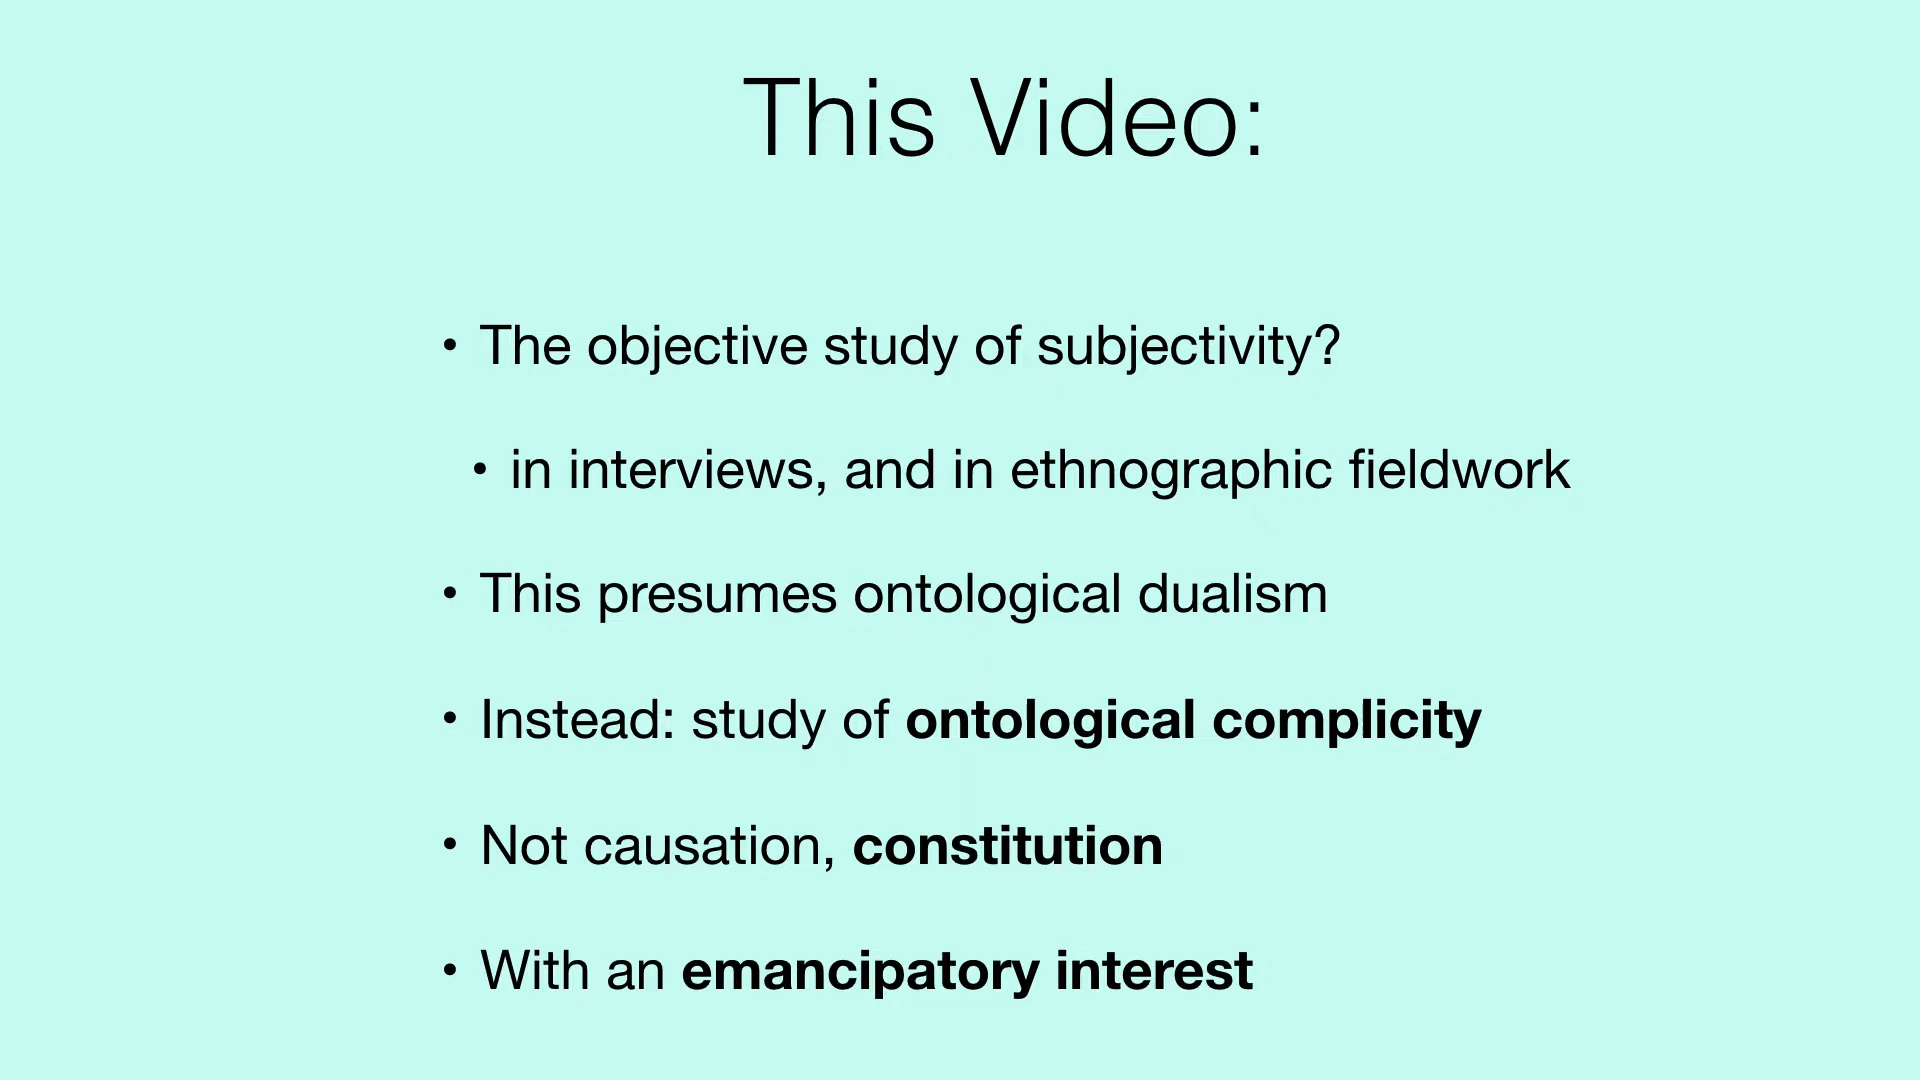 This Video:
• The objective study of subjectivity?
• in interviews, and in ethnographic fieldwork
• This presumes ontological dualism
• Instead: study of ontological complicity
• Not causation, constitution
• With an emancipatory interest